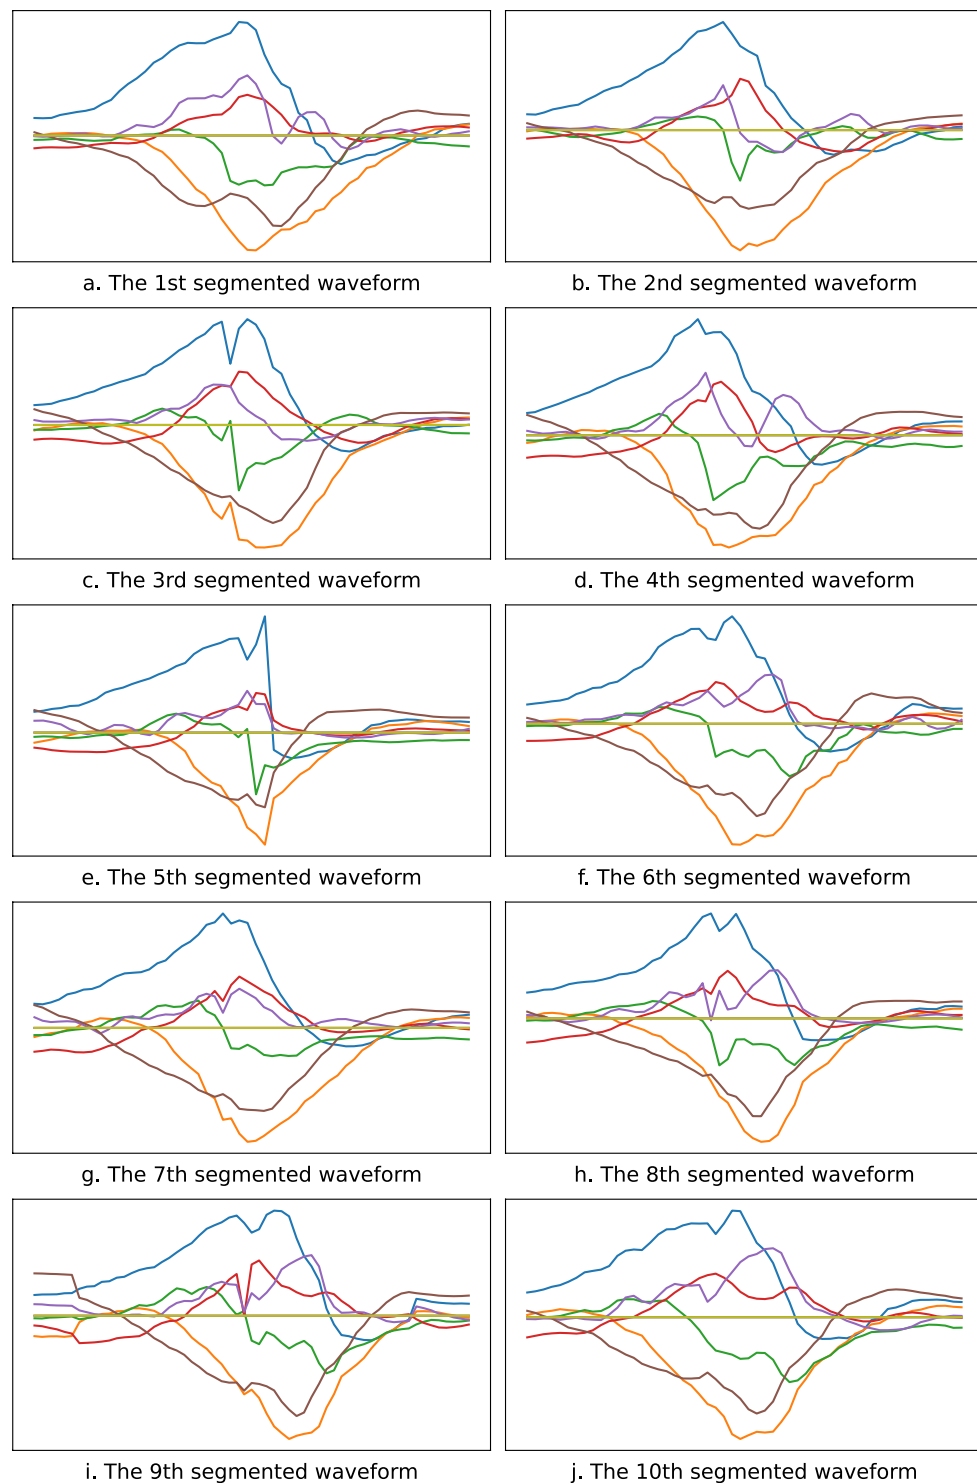 a. The 1st segmented waveform
b. The 2nd segmented waveform
c. The 3rd segmented waveform
d. The 4th segmented waveform
e. The 5th segmented waveform
f. The 6th segmented waveform
g. The 7th segmented waveform
h. The 8th segmented waveform
i. The 9th segmented waveform
j. The 10th segmented waveform